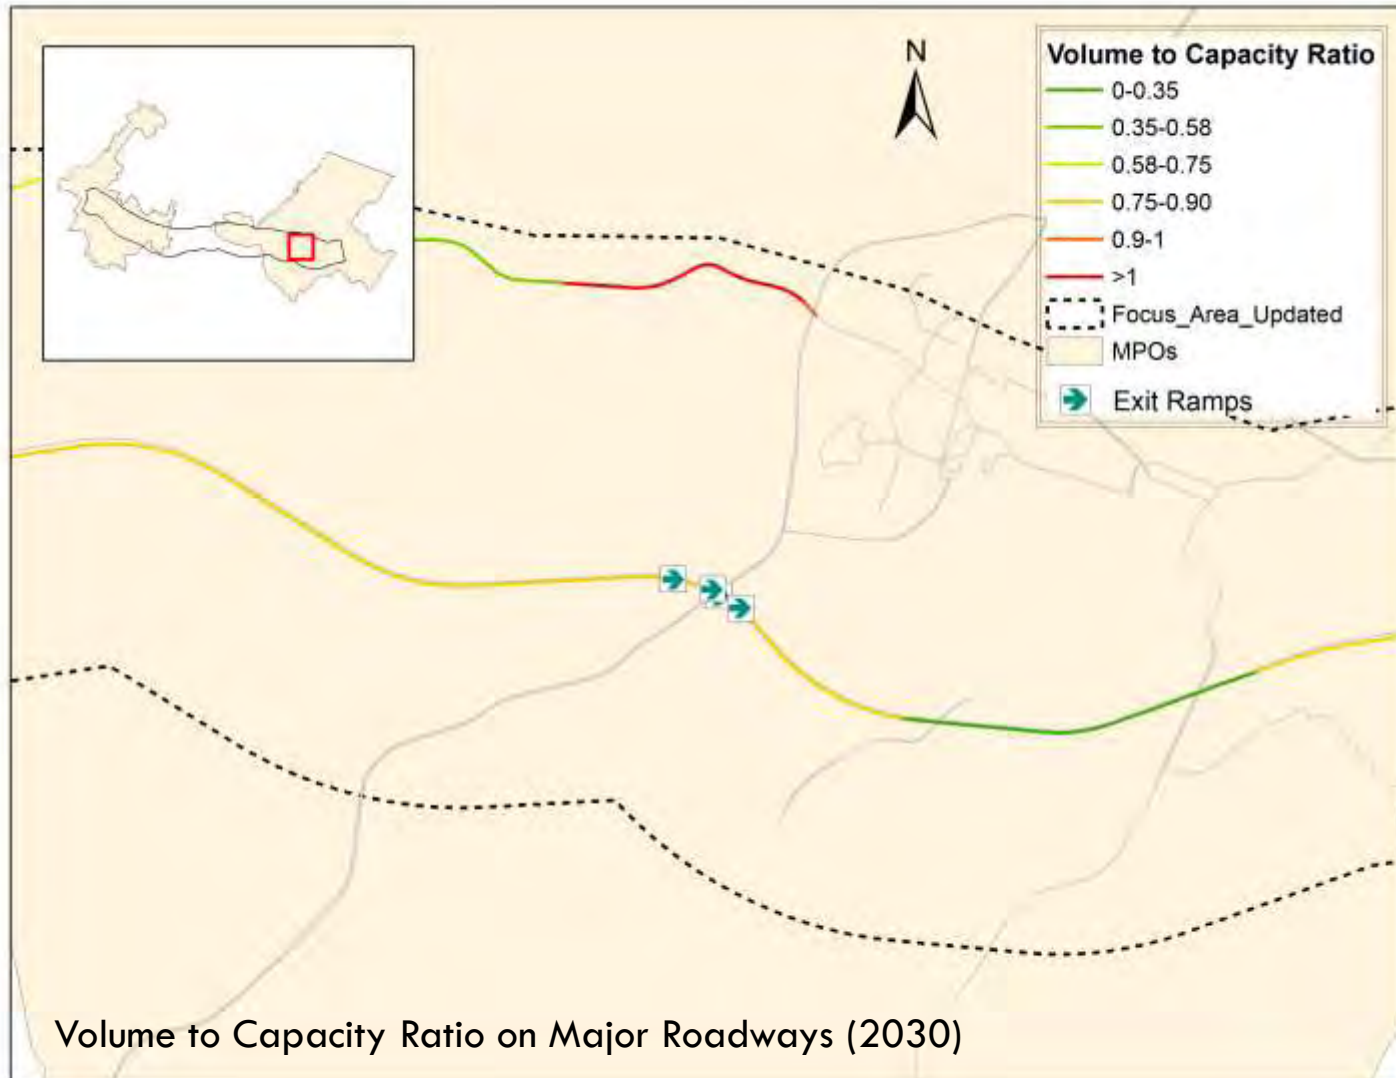 N
Volume to Capacity Ratio
0-0.35
0.35-0.58
0.58-0.75
0.75-0.90
0.9-1
>1
Focus_Area_Updated
MPOs
Exit Ramps
Volume to Capacity Ratio on Major Roadways (2030)